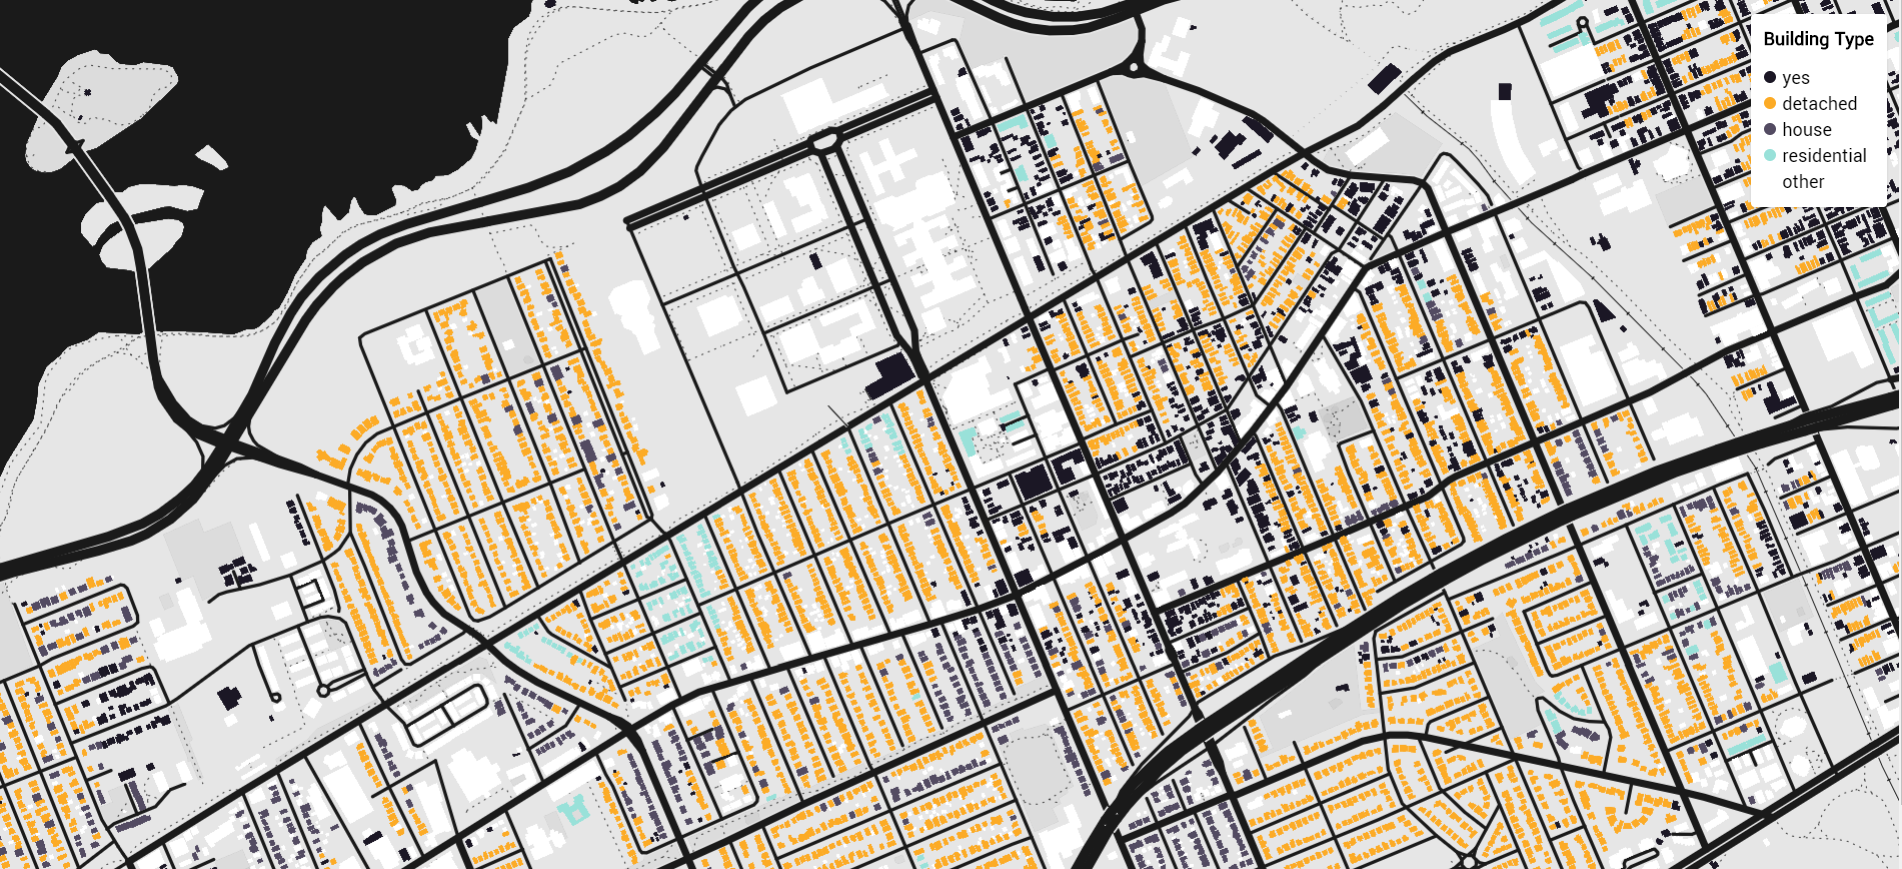 Building Type
yes
detached
house
residential
other